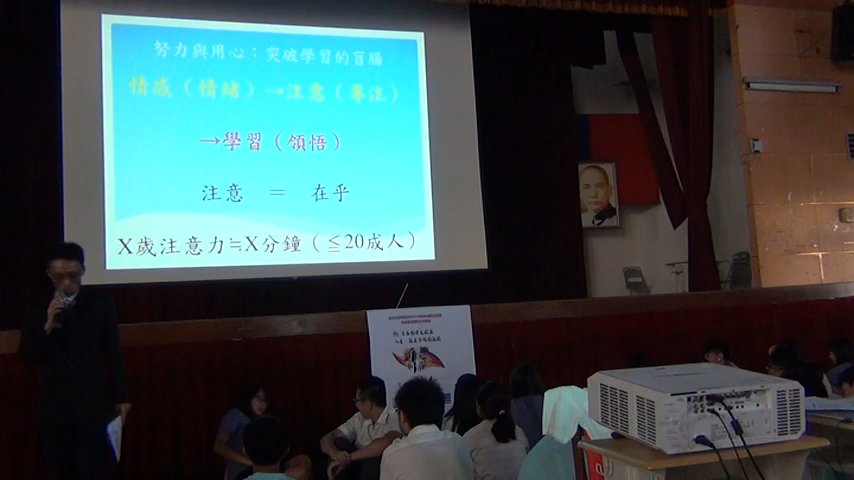 努力與用心：突破學習的盲腸
情感（情緒）→注意（專注）
→學習（領悟）
注意 = 在乎
X歲注意力≒X分鐘（≦20成人）